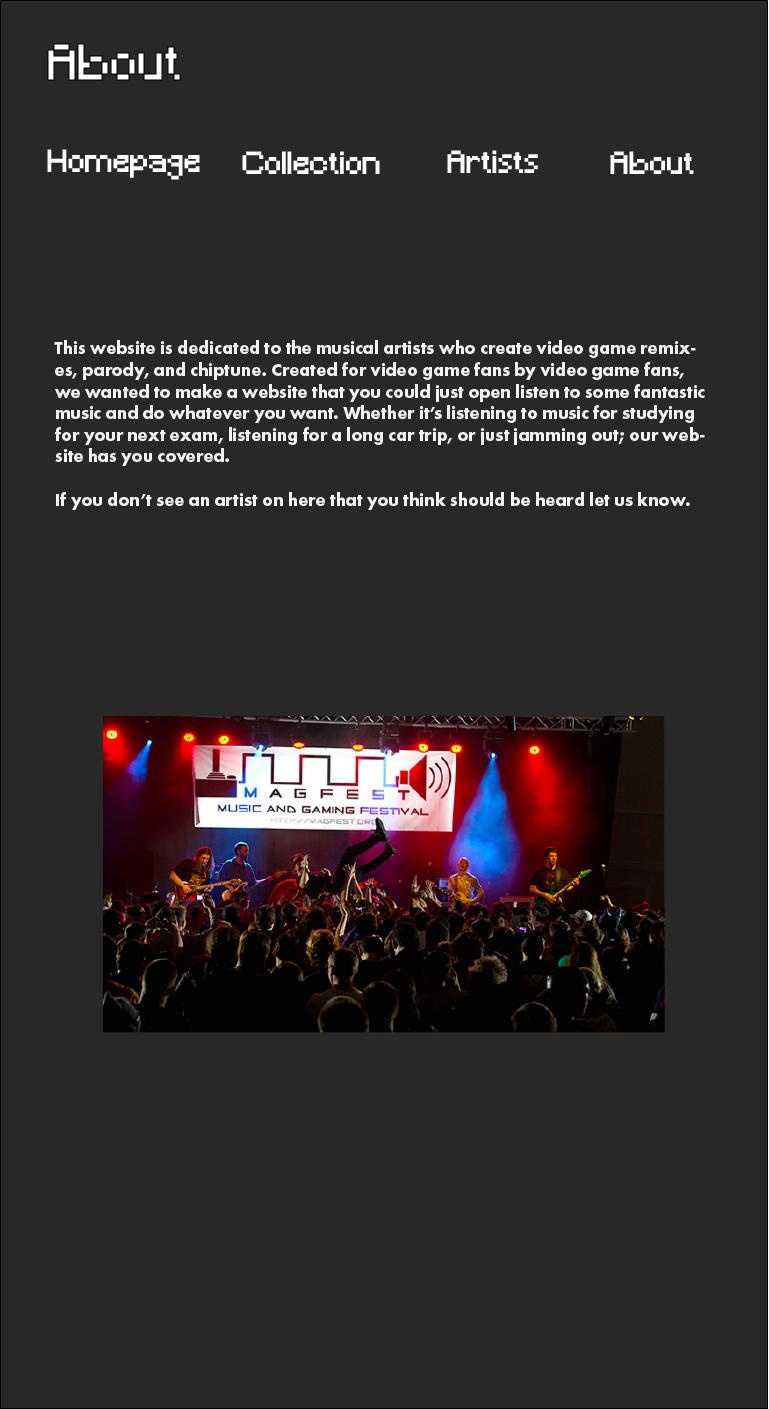 About
Homepage Collection Artists About
This website is dedicated to the musical artists who create video game remix-
es, parody, and chiptune. Created for video game fans by video game fans,
we wanted to make a website that you could just open listen to some fantastic
music and do whatever you want. Whether it’s listening to music for studying
for your next exam, listening for a long car trip, or just jamming out; our web-
site has you covered.
If you don’t see an artist on here that you think should be heard let us know.
MAGFEST
MUSIC AND GAMING FESTIVAL
HTTP://MAGFEST.ORG